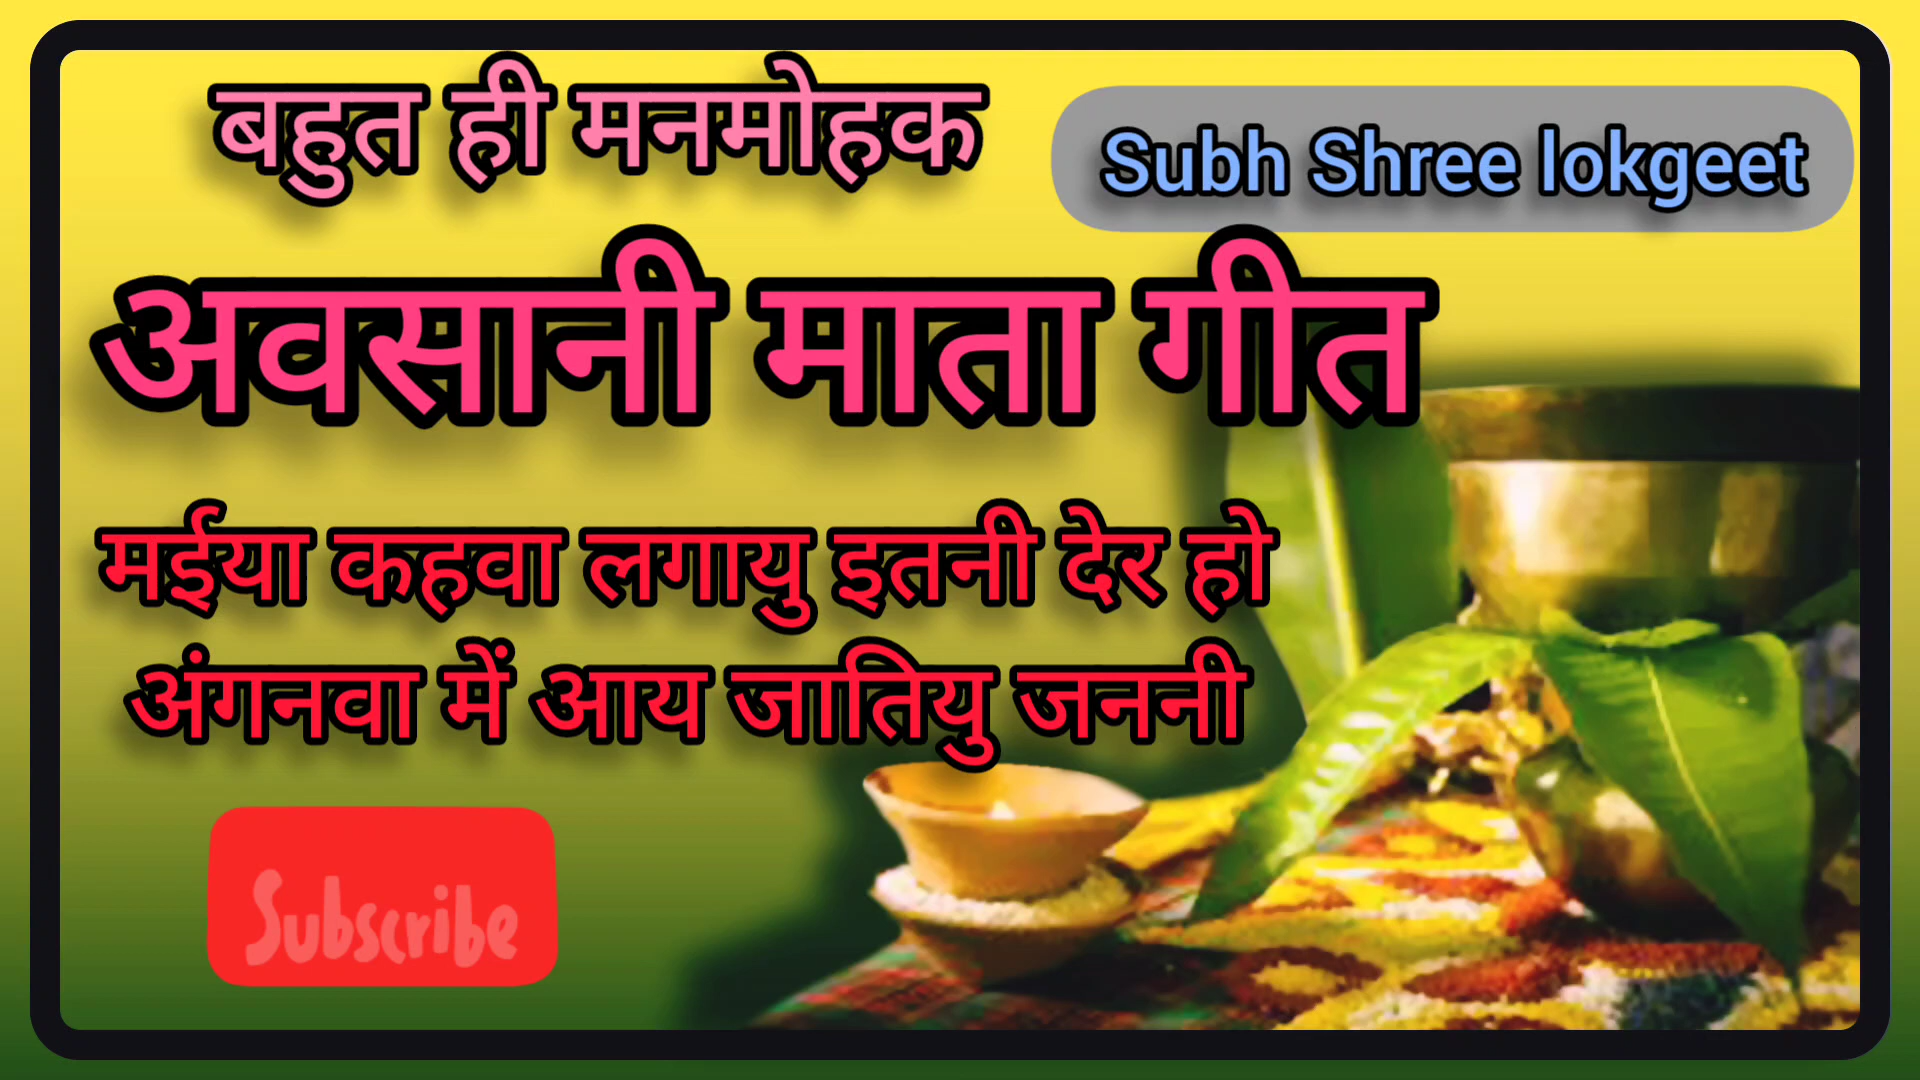 बहुत ही मनमोहक
Subh Shree lokgeet
अवसानी माता गीत
मईया कहवा लगायु इतनी देर हो
अंगनवा में आय जातियु जननी
Subscribe